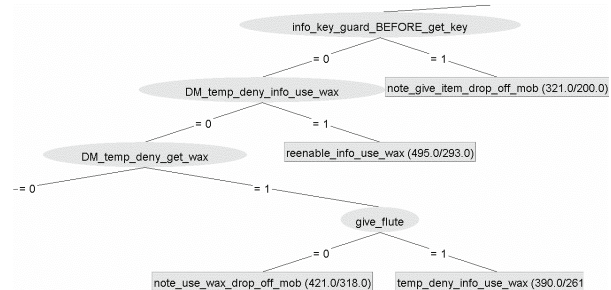 info_key_guard_BEFORE_get_key
= 0
= 1
DM_temp_deny_info_use_wax
note_give_item_drop_off_mob (321.0/200.0)
= 0
= 1
DM_temp_deny_get_wax
reenable_info_use_wax (495.0/293.0)
= 0
= 1
give_flute
= 0
= 1
note_use_wax_drop_off_mob (421.0/318.0)
temp_deny_info_use_wax (390.0/261